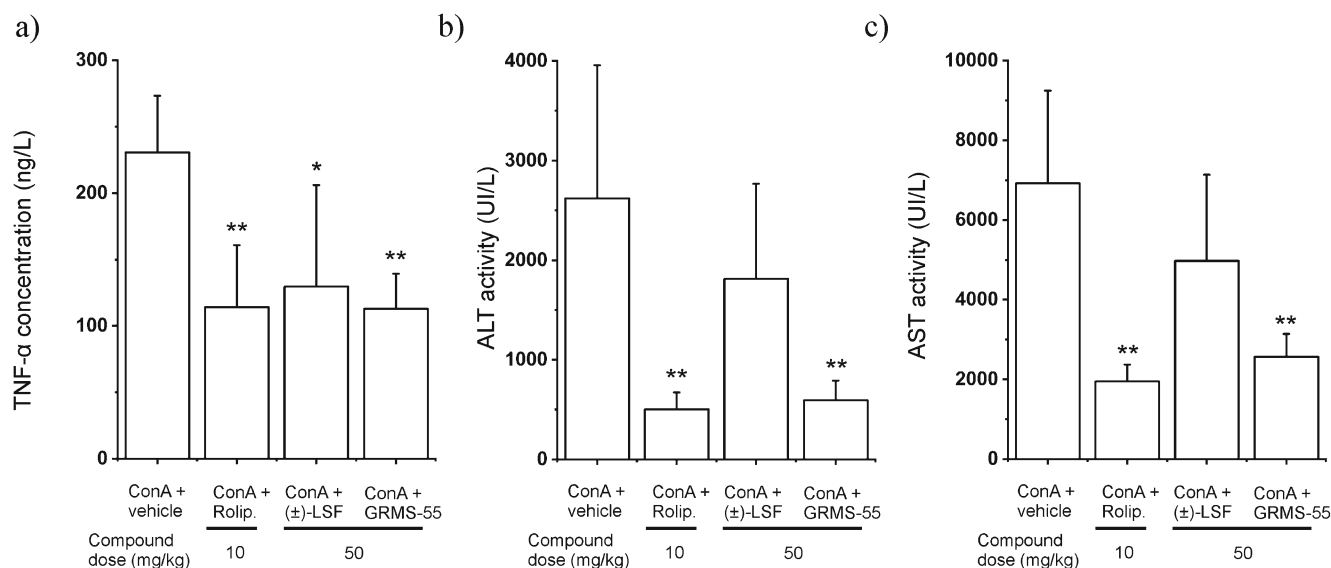 a)
TNF-α concentration (ng/L)
300
200
100
0
**
*
**
ConA + vehicle
ConA + Rolip.
ConA + (±)-LSF
ConA + GRMS-55
Compound
dose (mg/kg)
10
50
b)
ALT activity (UI/L)
4000
3000
2000
1000
0
**
**
ConA + vehicle
ConA + Rolip.
ConA + (±)-LSF
ConA + GRMS-55
Compound
dose (mg/kg)
10
50
c)
AST activity (UI/L)
10000
8000
6000
4000
2000
0
**
**
ConA + vehicle
ConA + Rolip.
ConA + (±)-LSF
ConA + GRMS-55
Compound
dose (mg/kg)
10
50